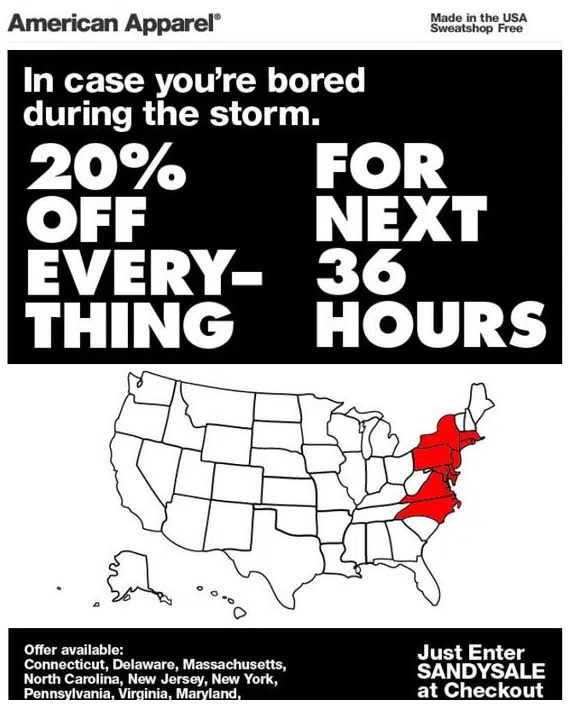 American Apparel®
Made in the USA
Sweatshop Free
In case you're bored
during the storm.
20%
OFF
EVERY-
THING
FOR
NEXT
36
HOURS
Offer available:
Connecticut, Delaware, Massachusetts,
North Carolina, New Jersey, New York,
Pennsylvania, Virginia, Maryland,
Just Enter
SANDYSALE
at Checkout